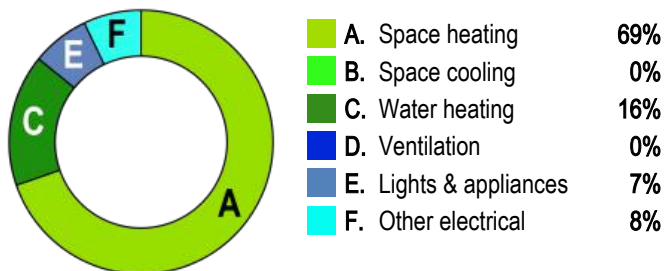 F
E
C
A
A. Space heating 69%
B. Space cooling 0%
C. Water heating 16%
D. Ventilation 0%
E. Lights & appliances 7%
F. Other electrical 8%